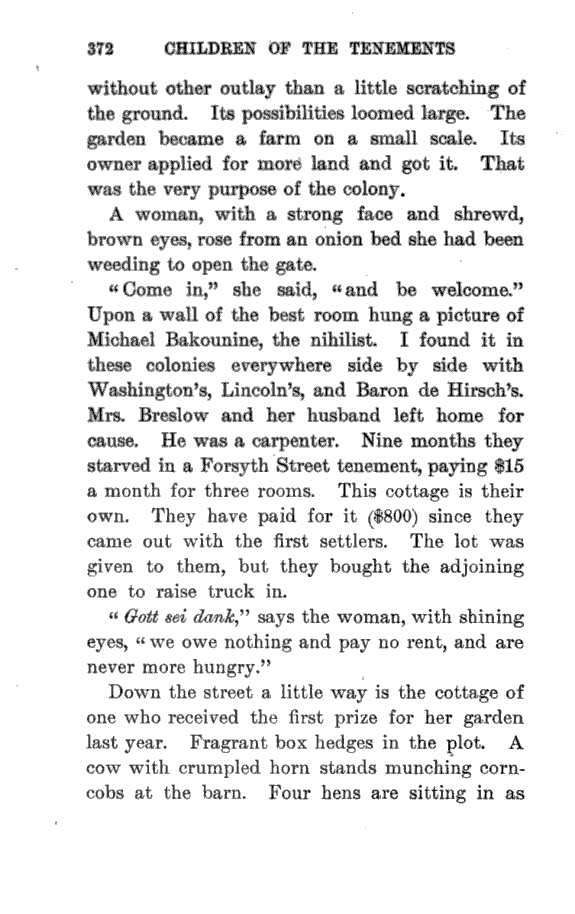 372 CHILDREN OF THE TENEMENTS
without other outlay than a little scratching of
the ground. Its possibilities loomed large. The
garden became a farm on a small scale. Its
owner applied for more land and got it. That
was the very purpose of the colony.
A woman, with a strong face and shrewd,
brown eyes, rose from an onion bed she had been
weeding to open the gate.
“Come in,” she said, “and be welcome.”
Upon a wall of the best room hung a picture of
Michael Bakounine, the nihilist. I found it in
these colonies everywhere side by side with
Washington’s, Lincoln’s, and Baron de Hirsch’s.
Mrs. Breslow and her husband left home for
cause. He was a carpenter. Nine months they
starved in a Forsyth Street tenement, paying $15
a month for three rooms. This cottage is their
own. They have paid for it ($800) since they
came out with the first settlers. The lot was
given to them, but they bought the adjoining
one to raise truck in.
“Gott sei dank,” says the woman, with shining
eyes, “we owe nothing and pay no rent, and are
never more hungry.”
Down the street a little way is the cottage of
one who received the first prize for her garden
last year. Fragrant box hedges in the plot. A
cow with crumpled horn stands munching corn-
cobs at the barn. Four hens are sitting in as